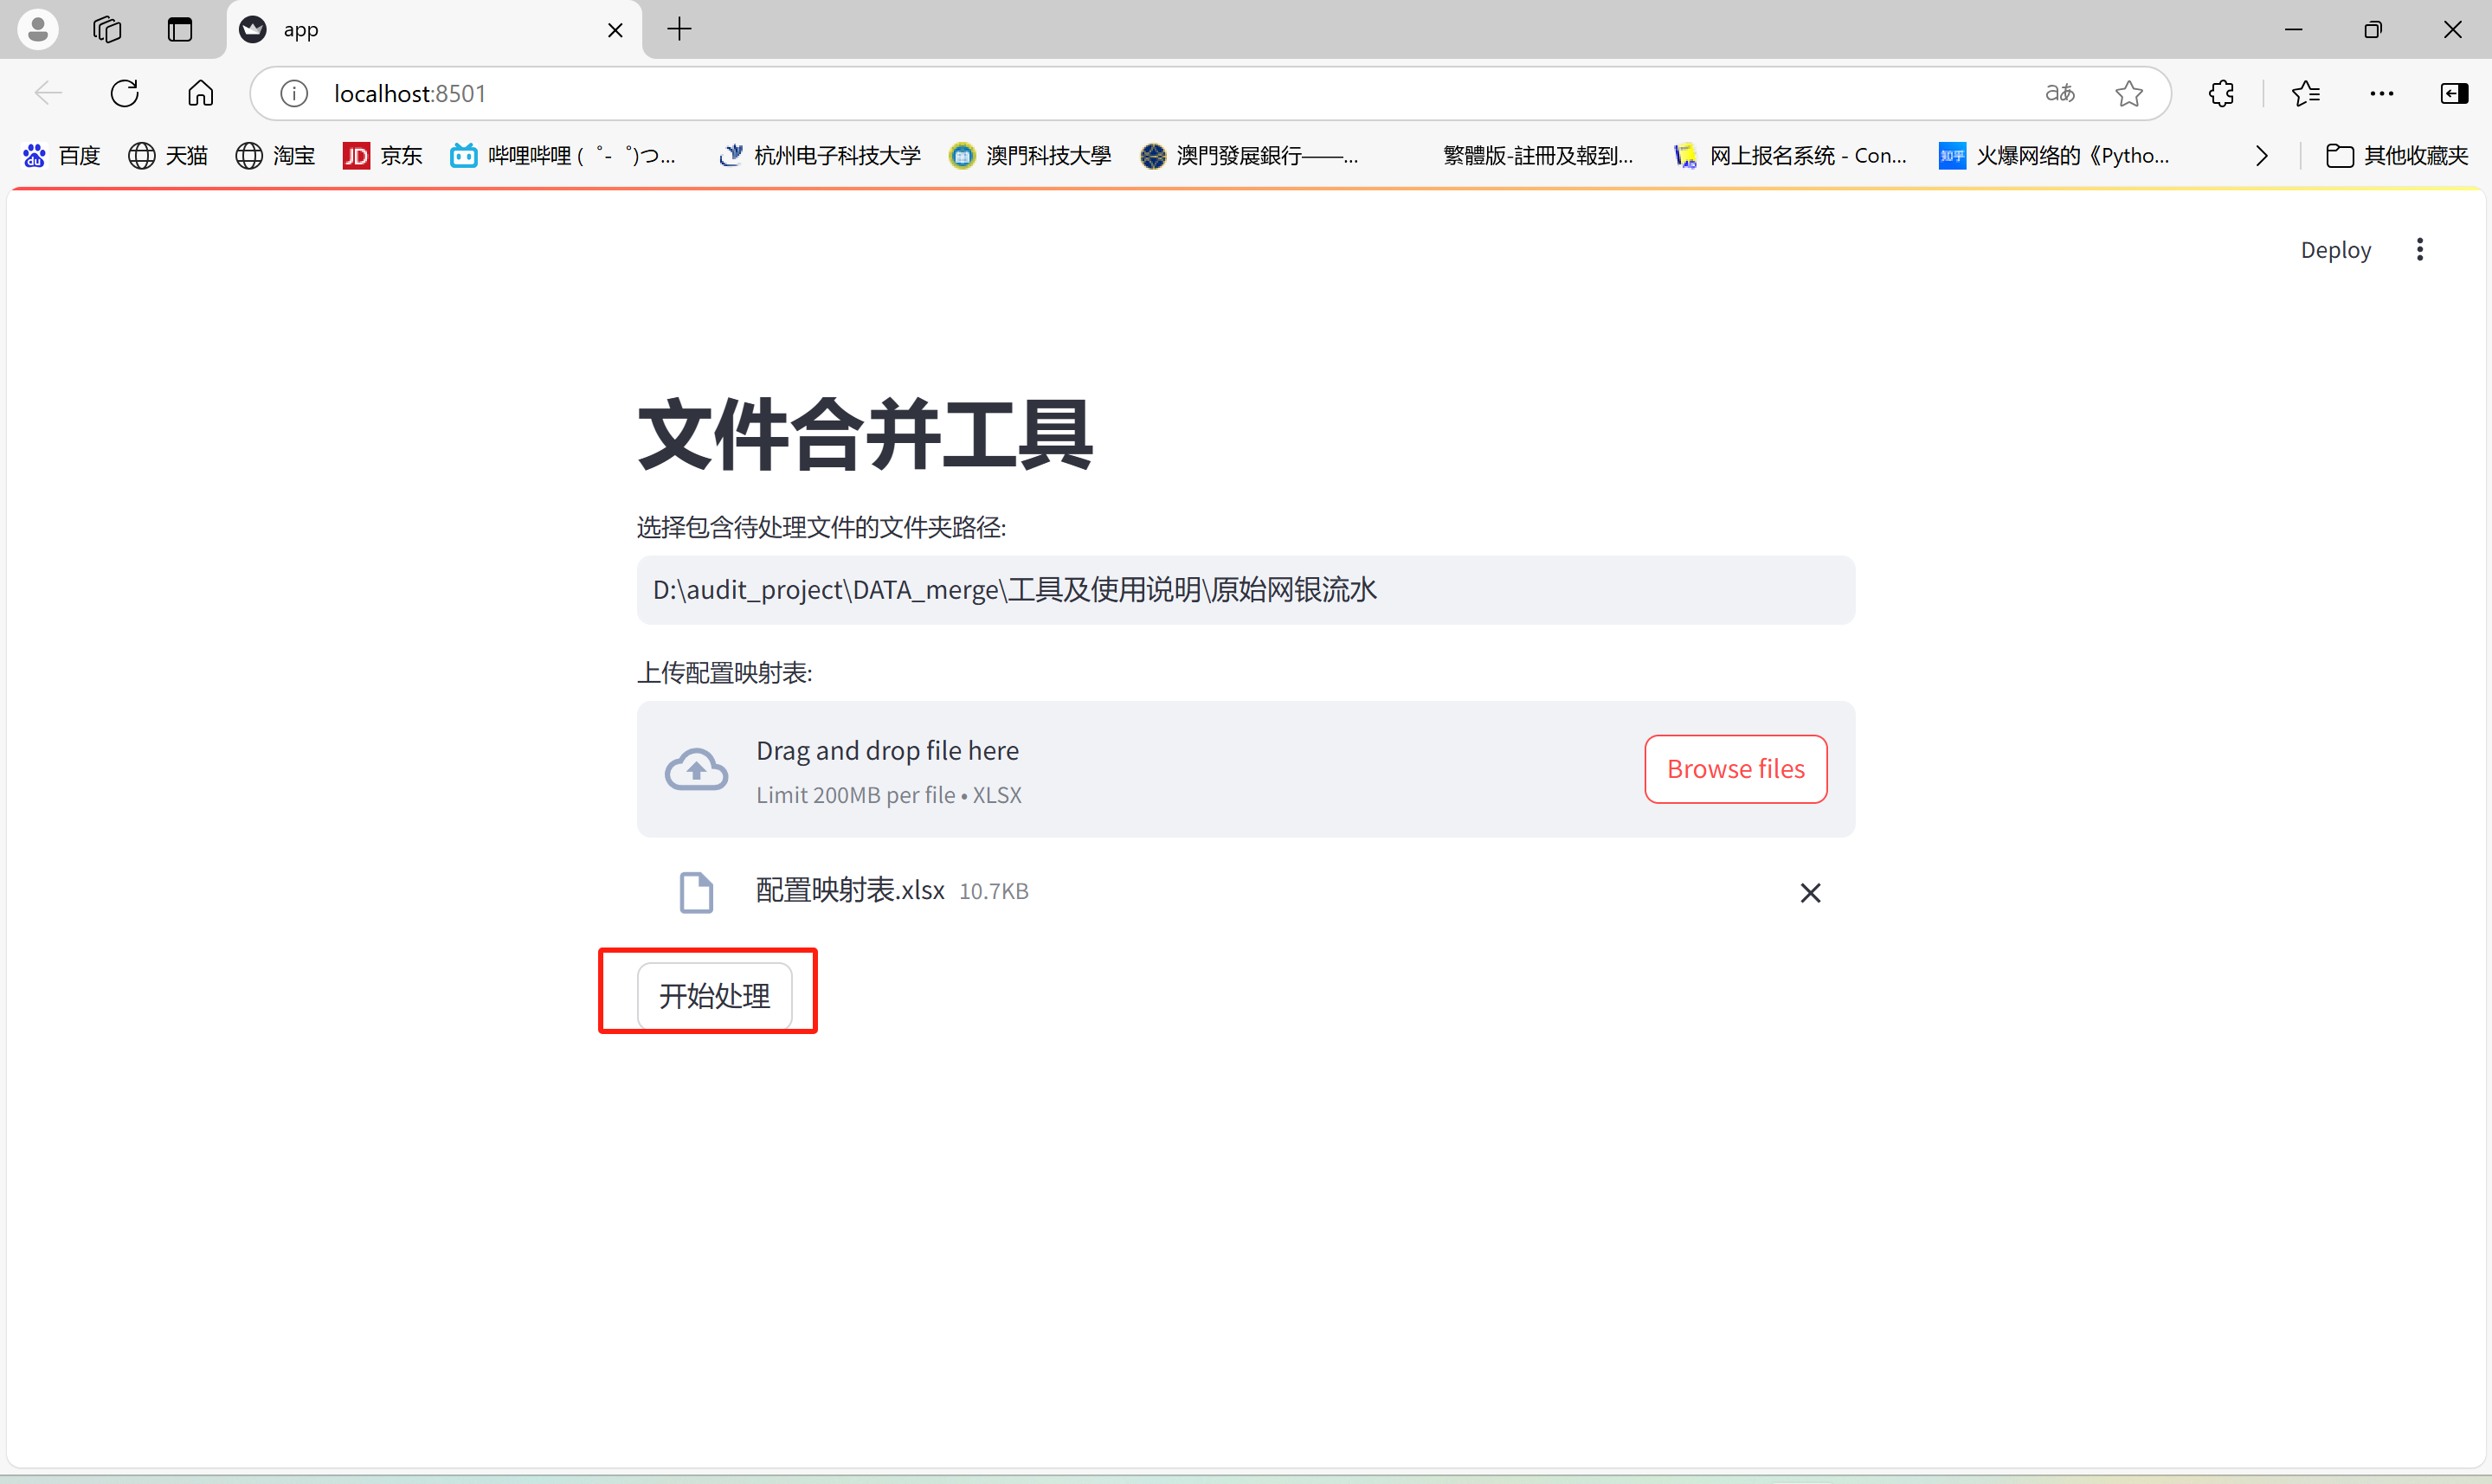 app
localhost:8501
aあ
百度
天猫
淘宝
JD 京东
哔哩哔哩 ( ゜- ゜)つ...
杭州电子科技大学
澳門科技大學
澳門發展銀行——...
繁體版-註冊及報到...
网上报名系统 - Con...
知乎 火爆网络的《Pytho...
其他收藏夹
Deploy
文件合并工具
选择包含待处理文件的文件夹路径:
D:\audit_project\DATA_merge\工具及使用说明\原始网银流水
上传配置映射表:
Drag and drop file here
Limit 200MB per file • XLSX
Browse files
配置映射表.xlsx 10.7KB
开始处理